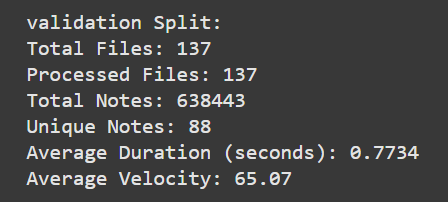 validation Split:
Total Files: 137
Processed Files: 137
Total Notes: 638443
Unique Notes: 88
Average Duration (seconds): 0.7734
Average Velocity: 65.07